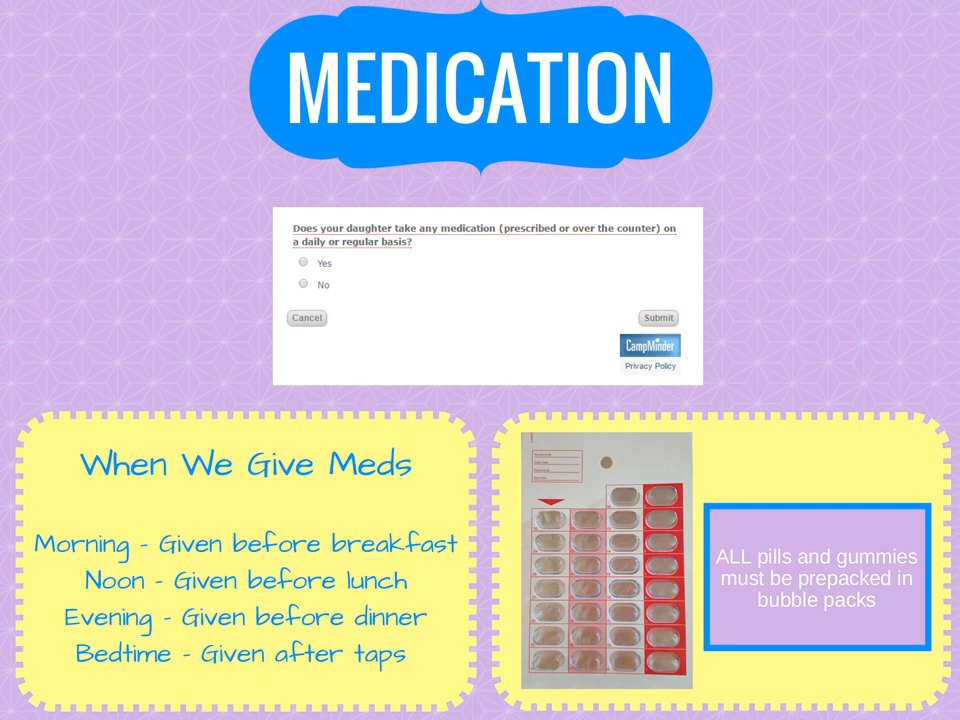 MEDICATION
Does your daughter take any medication (prescribed or over the counter) on
a daily or regular basis?
Yes
No
Cancel
Submit
CampMinder
Privacy Policy
When We Give Meds
Morning - Given before breakfast
Noon - Given before lunch
Evening - Given before dinner
Bedtime - Given after taps
ALL pills and gummies
must be prepacked in
bubble packs